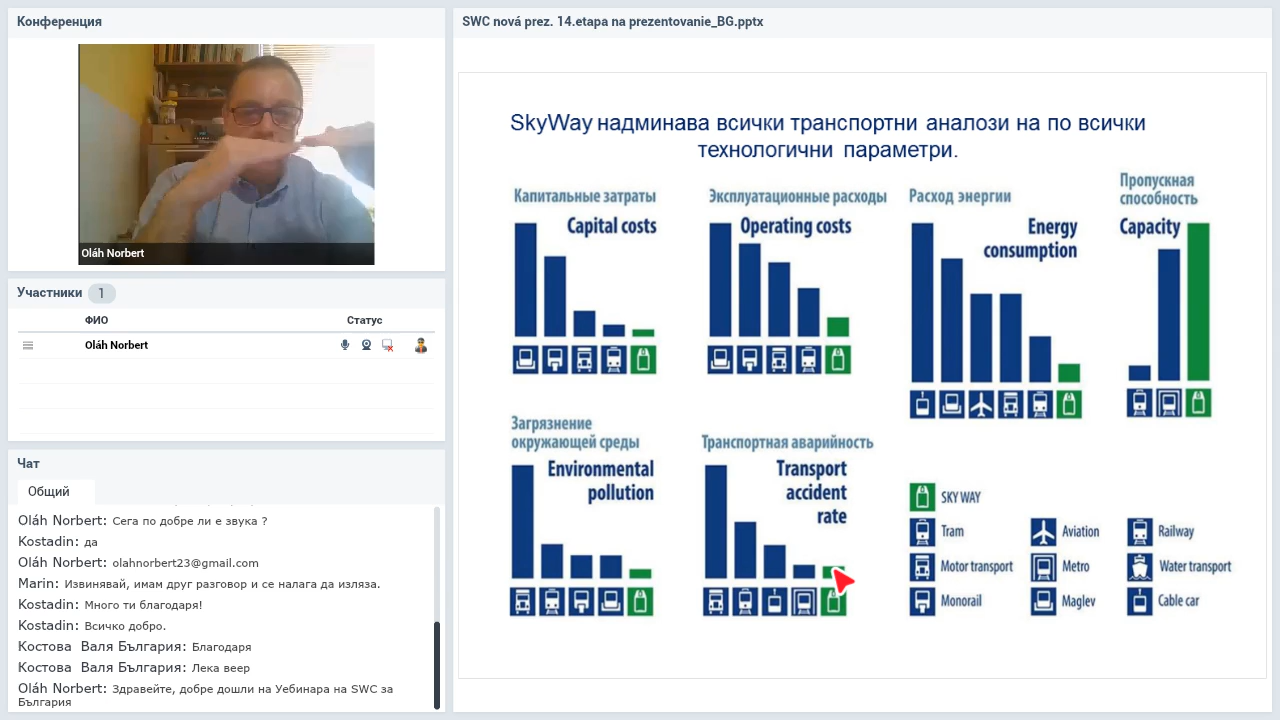 Конференция
Oláh Norbert
Участники 1
ФИО Статус
Oláh Norbert
Чат
Общий
Oláh Norbert: Сега по добре ли е звука ?
Kostadin: да
Oláh Norbert: olahnorbert23@gmail.com
Marin: Извинявай, имам друг разговор и се налага да изляза.
Kostadin: Много ти благодаря!
Kostadin: Всичко добро.
Костова Валя България: Благодаря
Костова Валя България: Лека веер
Oláh Norbert: Здравейте, добре дошли на Уебинара на SWC за
България
SWC nová prez. 14.etapa na prezentovanie_BG.pptx
SkyWay надминава всички транспортни аналози на по всички
технологични параметри.
Капитальные затраты
Capital costs
Эксплуатационные расходы
Operating costs
Расход энергии
Energy
consumption
Пропускная
способность
Capacity
Загрязнение
окружающей среды
Environmental
pollution
Транспортная аварийность
Transport
accident
rate
SKY WAY
Tram
Aviation
Railway
Motor transport
Metro
Water transport
Monorail
Maglev
Cable car